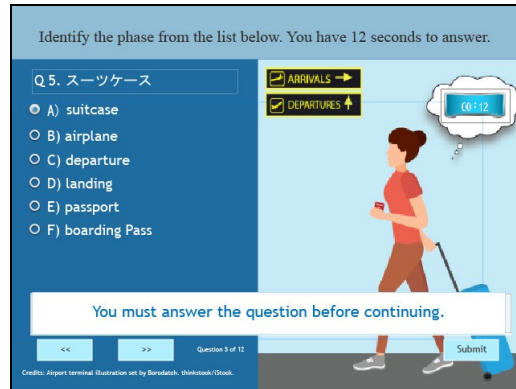 Identify the phase from the list below. You have 12 seconds to answer.
Q 5. スーツケース
A) suitcase
B) airplane
C) departure
D) landing
E) passport
F) boarding Pass
ARRIVALS
DEPARTURES
00:12
You must answer the question before continuing.
<<
>>
Question 5 of 12
Submit
Credits: Airport terminal illustration set by Borodatch. thinkstock/iStook.